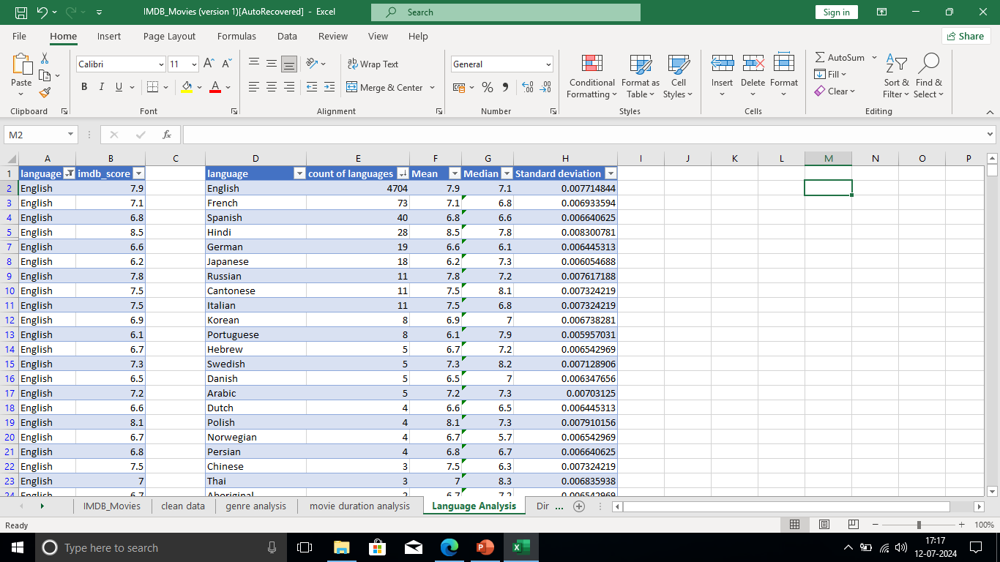 IMDB_Movies (version 1)[AutoRecovered] - Excel
Search
Sign in
File Home Insert Page Layout Formulas Data Review View Help
Share
Paste
Calibri 11
B I U A
Wrap Text
Merge & Center
General
Conditional Formatting
Format as Table
Cell Styles
Insert Delete Format
AutoSum
Fill
Clear
Sort & Filter
Find & Select
Clipboard Font Alignment Number Styles Cells Editing
M2 fx
A B C D E F G H I J K L M N O P
1 language imdb_score language count of languages Mean Median Standard deviation
2 English 7.9 English 4704 7.9 7.1 0.007714844
3 English 7.1 French 73 7.1 6.8 0.006933594
4 English 6.8 Spanish 40 6.8 6.6 0.006640625
5 English 8.5 Hindi 28 8.5 7.8 0.008300781
7 English 6.6 German 19 6.6 6.1 0.006445313
8 English 6.2 Japanese 18 6.2 7.3 0.006054688
9 English 7.8 Russian 11 7.8 7.2 0.007617188
10 English 7.5 Cantonese 11 7.5 8.1 0.007324219
11 English 7.5 Italian 11 7.5 6.8 0.007324219
12 English 6.9 Korean 8 6.9 7 0.006738281
13 English 6.1 Portuguese 8 6.1 7.9 0.005957031
14 English 6.7 Hebrew 5 6.7 7.2 0.006542969
15 English 7.3 Swedish 5 7.3 8.2 0.007128906
16 English 6.5 Danish 5 6.5 7 0.006347656
17 English 7.2 Arabic 5 7.2 7.3 0.00703125
18 English 6.6 Dutch 4 6.6 6.5 0.006445313
19 English 8.1 Polish 4 8.1 7.3 0.007910156
20 English 6.7 Norwegian 4 6.7 5.7 0.006542969
21 English 6.8 Persian 4 6.8 6.7 0.006640625
22 English 7.5 Chinese 3 7.5 6.3 0.007324219
23 English 7 Thai 3 7 8.3 0.006835938
24 English 6.7 Aboriginal 2 6.7 7.2 0.006542969
IMDB_Movies clean data genre analysis movie duration analysis Language Analysis Dir ...
Ready 100%
Type here to search
17:17
12-07-2024